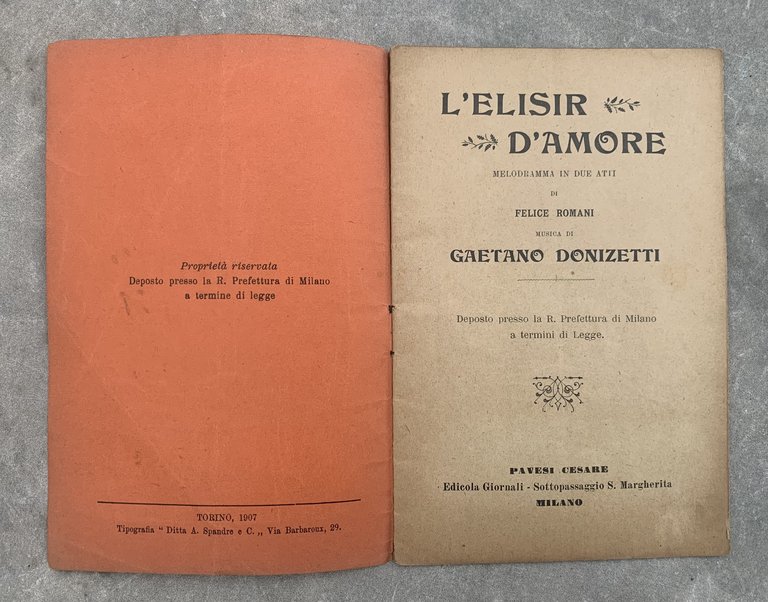 Proprietà riservata
Deposto presso la R. Prefettura di Milano
a termine di legge
TORINO, 1907
Tipografia " Ditta A. Spandre e C. „ Via Barbaroux, 29.
L'ELISIR
D'AMORE
MELODRAMMA IN DUE ATTI
DI
FELICE ROMANI
MUSICA DI
GAETANO DONIZETTI
Deposto presso la R. Prefettura di Milano
a termini di Legge.
PAVESI CESARE
Edicola Giornali - Sottopassaggio S. Margherita
MILANO